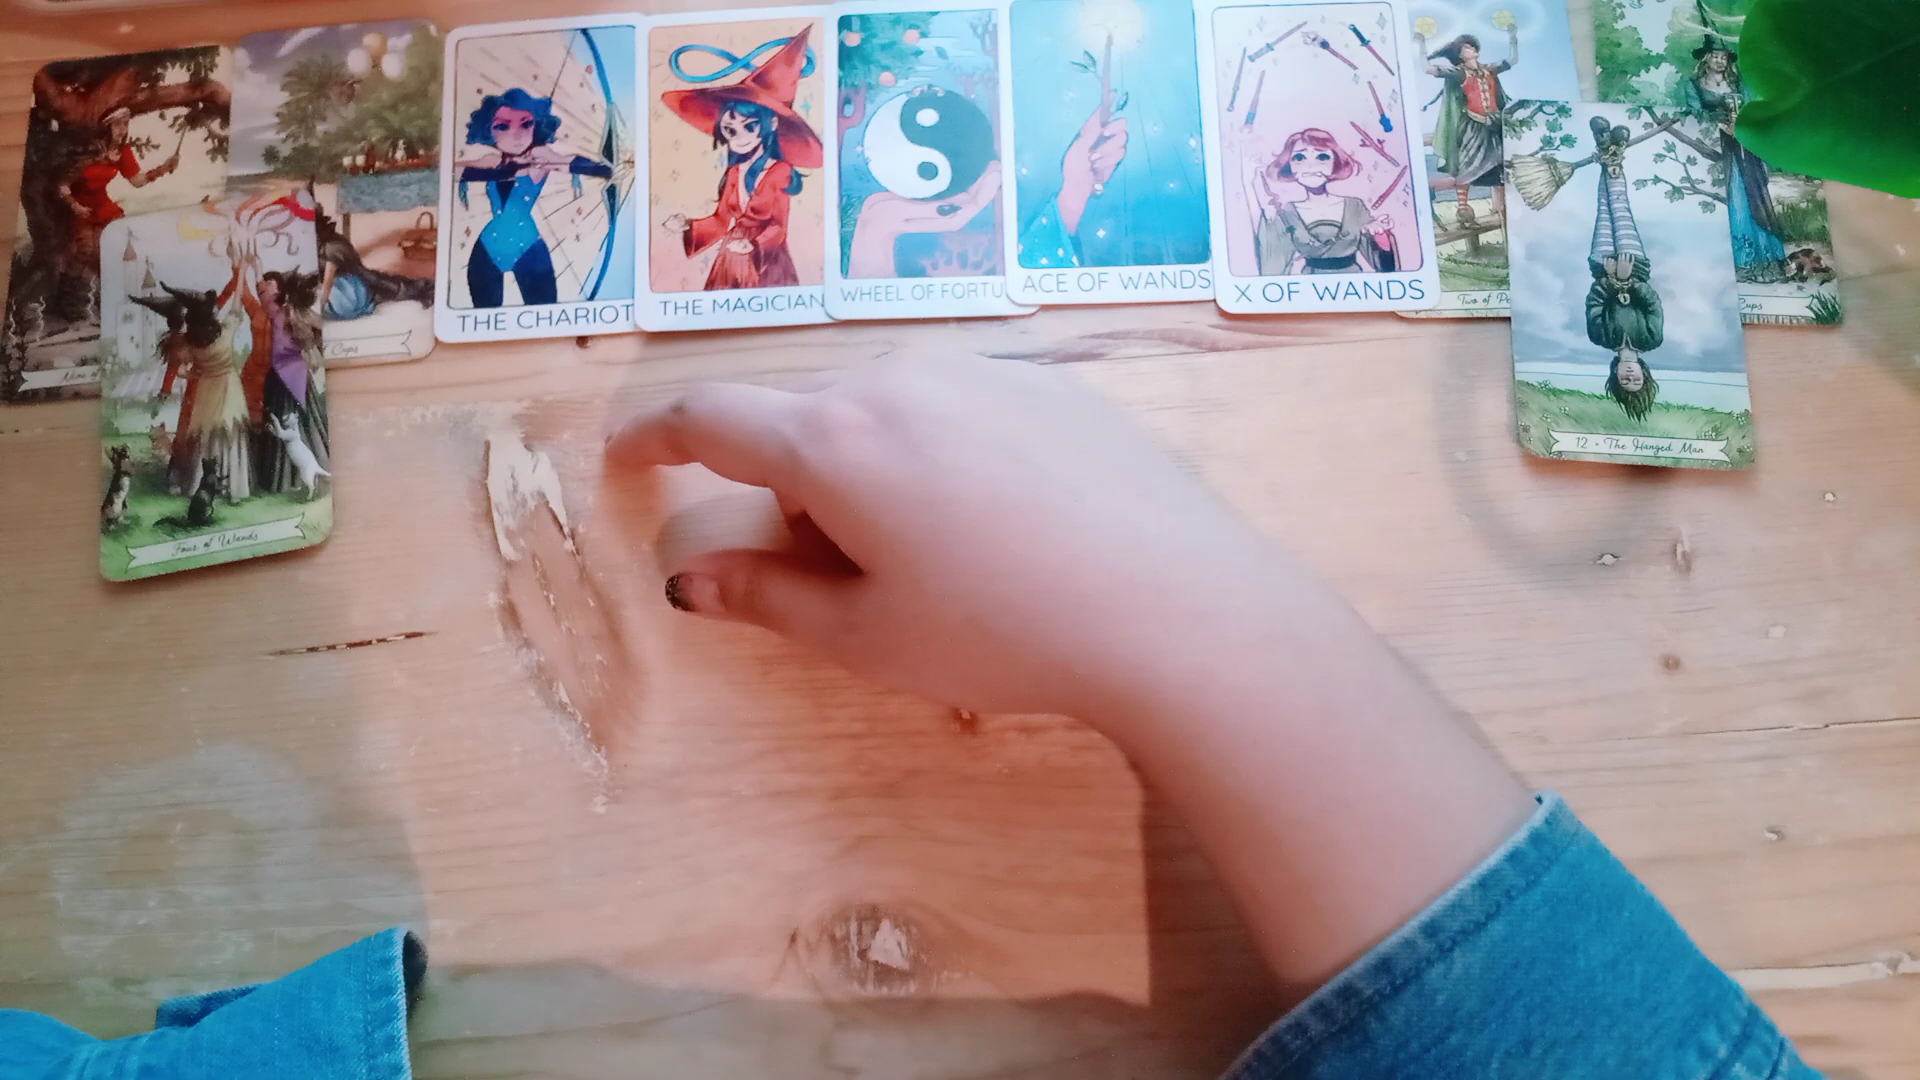 Cups
THE CHARIOT
THE MAGICIAN
WHEEL OF FORTU
ACE OF WANDS
X OF WANDS
Two of Pe
Cups
Four of Wands
12 • The Hanged Man